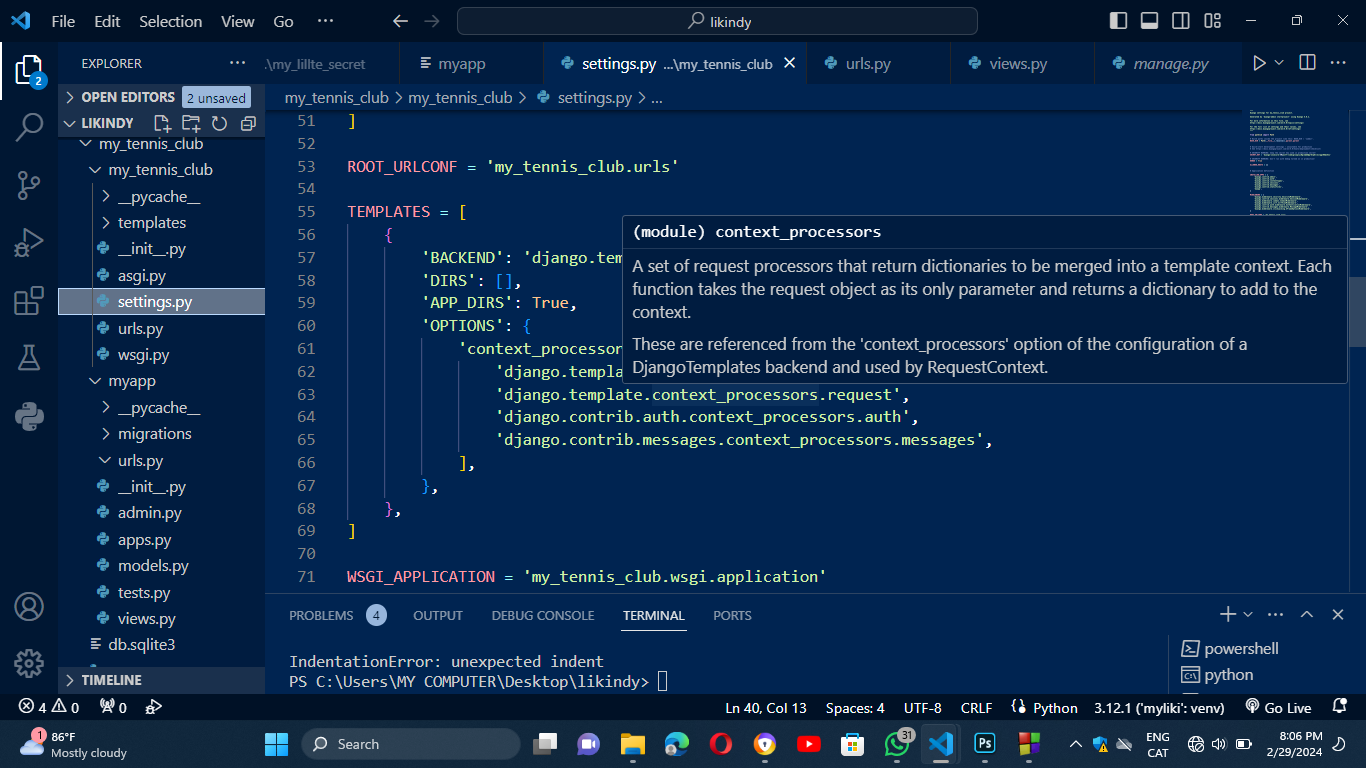 File Edit Selection View Go ··· likindy
EXPLORER ···
.\my_lillte_secret myapp settings.py ...\my_tennis_club urls.py views.py manage.py ···
OPEN EDITORS 2 unsaved
my_tennis_club > my_tennis_club > settings.py > ...
LIKINDY
my_tennis_club
my_tennis_club
__pycache__
templates
__init__.py
asgi.py
settings.py
urls.py
wsgi.py
myapp
__pycache__
migrations
urls.py
__init__.py
admin.py
apps.py
models.py
tests.py
views.py
db.sqlite3
TIMELINE
2
51 ]
52
53 ROOT_URLCONF = 'my_tennis_club.urls'
54
55 TEMPLATES = [
56 {
57 'BACKEND': 'django.tem
58 'DIRS': [],
59 'APP_DIRS': True,
60 'OPTIONS': {
61 'context_processor
62 'django.templa
63 'django.template.context_processors.request',
64 'django.contrib.auth.context_processors.auth',
65 'django.contrib.messages.context_processors.messages',
66 ],
67 },
68 },
69 ]
70
71 WSGI_APPLICATION = 'my_tennis_club.wsgi.application'
(module) context_processors
A set of request processors that return dictionaries to be merged into a template context. Each
function takes the request object as its only parameter and returns a dictionary to add to the
context.
These are referenced from the 'context_processors' option of the configuration of a
DjangoTemplates backend and used by RequestContext.
PROBLEMS 4 OUTPUT DEBUG CONSOLE TERMINAL PORTS ···
IndentationError: unexpected indent
PS C:\Users\MY COMPUTER\Desktop\likindy>
powershell
python
4 0 0 Ln 40, Col 13 Spaces: 4 UTF-8 CRLF Python 3.12.1 ('myliki': venv) Go Live
1 86°F
Mostly cloudy
Search
31
Ps
ENG
CAT
8:06 PM
2/29/2024